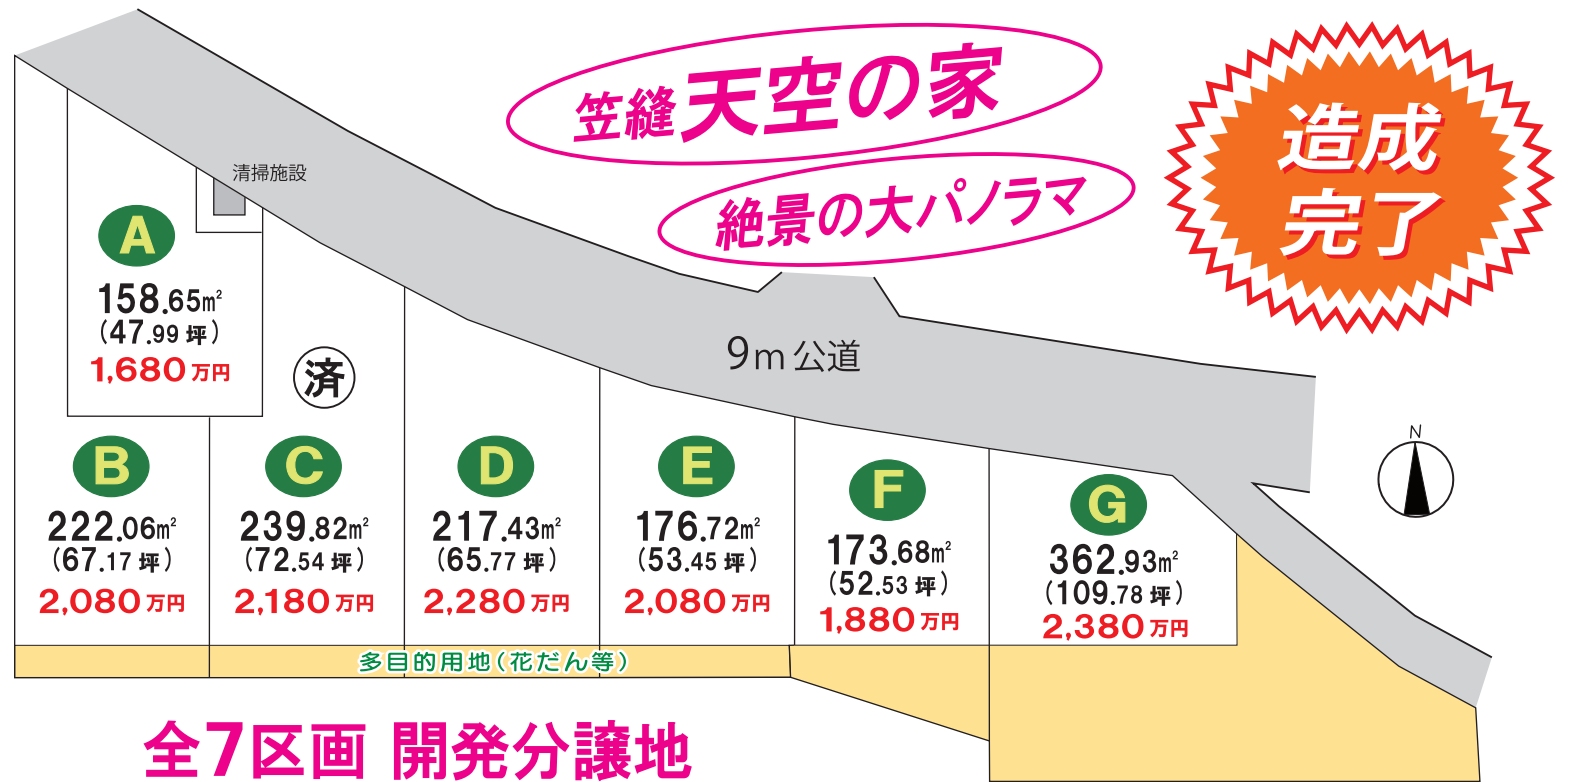 笠縫天空の家
絶景の大パノラマ
造成
完了
清掃施設
9m公道
N
A
158.65㎡
(47.99坪)
1,680万円
済
B
222.06㎡
(67.17坪)
2,080万円
C
239.82㎡
(72.54坪)
2,180万円
D
217.43㎡
(65.77坪)
2,280万円
E
176.72㎡
(53.45坪)
2,080万円
F
173.68㎡
(52.53坪)
1,880万円
G
362.93㎡
(109.78坪)
2,380万円
多目的用地(花だん等)
全7区画 開発分譲地